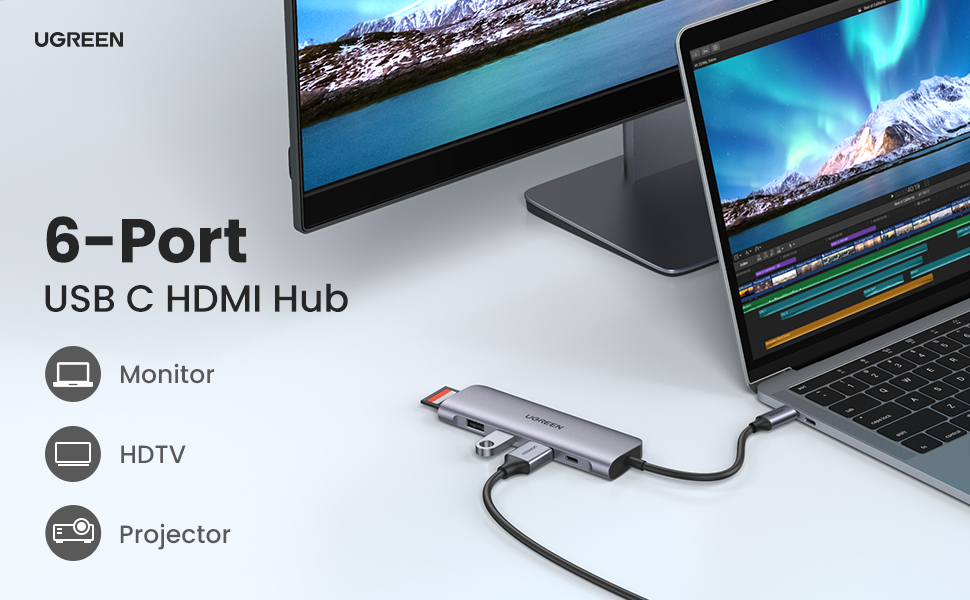 UGREEN
6-Port
USB C HDMI Hub
Monitor
HDTV
Projector
UGREEN